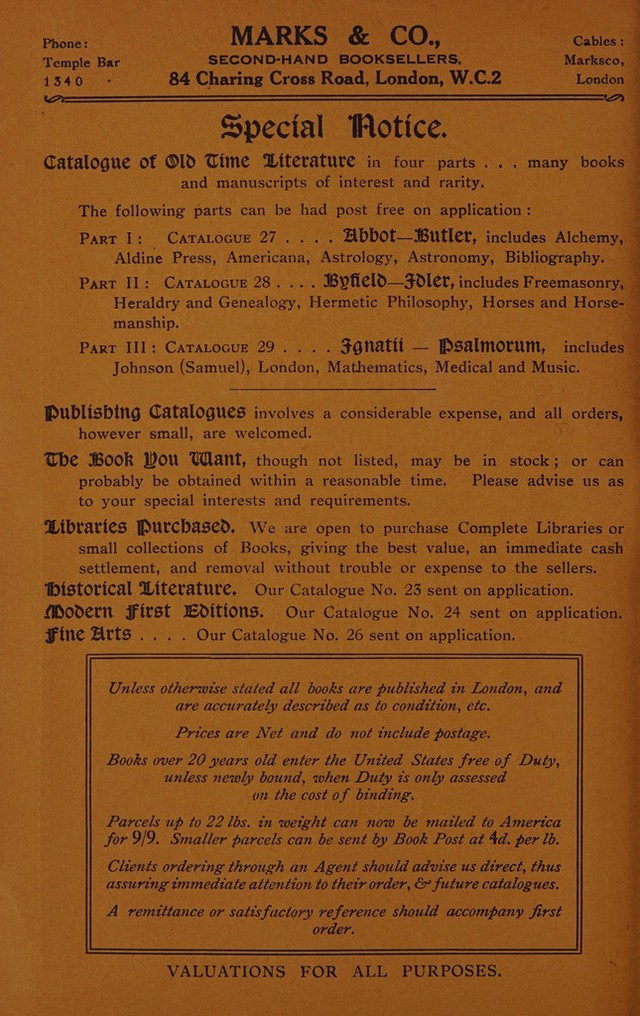 Phone:
Temple Bar
1340
MARKS & CO.,
SECOND-HAND BOOKSELLERS,
84 Charing Cross Road, London, W.C.2
Cables:
Marksco,
London
Special Notice.
Catalogue of Old Time Literature in four parts . . . many books
and manuscripts of interest and rarity.
The following parts can be had post free on application:
PART I: CATALOGUE 27 . . . . Abbot—Butler, includes Alchemy,
Aldine Press, Americana, Astrology, Astronomy, Bibliography.
PART II: CATALOGUE 28 . . . . Byfield—Idler, includes Freemasonry,
Heraldry and Genealogy, Hermetic Philosophy, Horses and Horse-
manship.
PART III: CATALOGUE 29 . . . . Ignatii — Psalmorum, includes
Johnson (Samuel), London, Mathematics, Medical and Music.
Publishing Catalogues involves a considerable expense, and all orders,
however small, are welcomed.
The Book You Want, though not listed, may be in stock; or can
probably be obtained within a reasonable time. Please advise us as
to your special interests and requirements.
Libraries Purchased. We are open to purchase Complete Libraries or
small collections of Books, giving the best value, an immediate cash
settlement, and removal without trouble or expense to the sellers.
Historical Literature. Our Catalogue No. 23 sent on application.
Modern First Editions. Our Catalogue No. 24 sent on application.
Fine Arts . . . . Our Catalogue No. 26 sent on application.
Unless otherwise stated all books are published in London, and
are accurately described as to condition, etc.
Prices are Net and do not include postage.
Books over 20 years old enter the United States free of Duty,
unless newly bound, when Duty is only assessed
on the cost of binding.
Parcels up to 22 lbs. in weight can now be mailed to America
for 9/9. Smaller parcels can be sent by Book Post at 4d. per lb.
Clients ordering through an Agent should advise us direct, thus
assuring immediate attention to their order, & future catalogues.
A remittance or satisfactory reference should accompany first
order.
VALUATIONS FOR ALL PURPOSES.